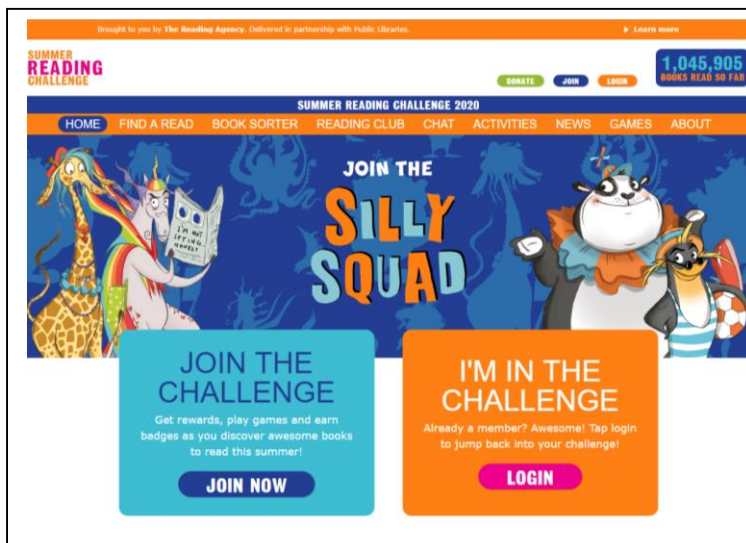 Brought to you by The Reading Agency. Delivered in partnership with Public Libraries.
Learn more
SUMMER
READING
CHALLENGE
DONATE
JOIN
LOGIN
1,045,905
BOOKS READ SO FAR
SUMMER READING CHALLENGE 2020
HOME FIND A READ BOOK SORTER READING CLUB CHAT ACTIVITIES NEWS GAMES ABOUT
JOIN THE
SILLY
SQUAD
I'M NOT
SPYING.
HONEST
JOIN THE
CHALLENGE
Get rewards, play games and earn
badges as you discover awesome books
to read this summer!
JOIN NOW
I'M IN THE
CHALLENGE
Already a member? Awesome! Tap login
to jump back into your challenge!
LOGIN